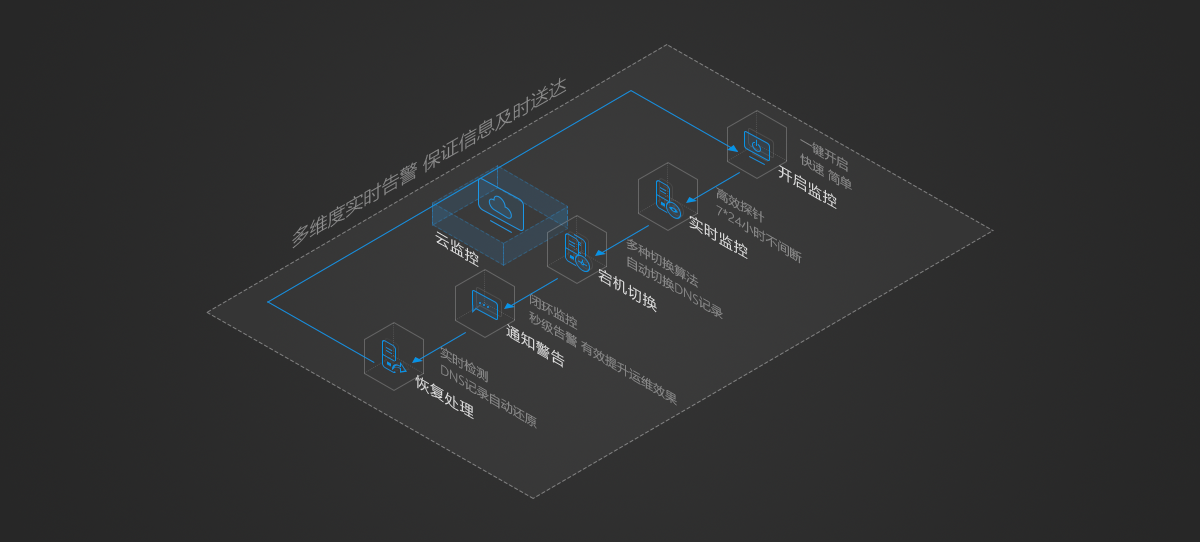 多维度实时告警 保证信息及时送达
一键开启
快速 简单
开启监控
高效探针
7*24小时不间断
实时监控
云监控
多种切换算法
自动切换DNS记录
宕机切换
闭环监控
秒级告警 有效提升运维效果
通知警告
实时检测
DNS记录自动还原
恢复处理